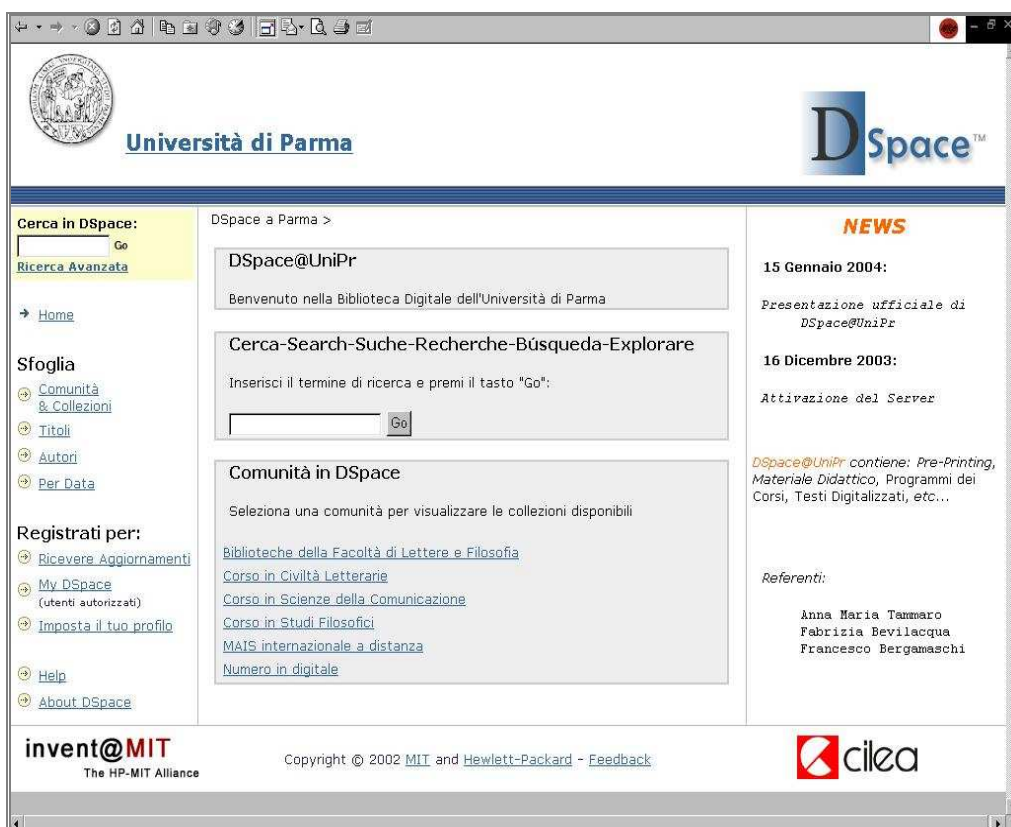 Università di Parma
DSpace™
Cerca in DSpace:
Go
Ricerca Avanzata
Home
Sfoglia
Comunità
& Collezioni
Titoli
Autori
Per Data
Registrati per:
Ricevere Aggiornamenti
My DSpace
(utenti autorizzati)
Imposta il tuo profilo
Help
About DSpace
DSpace a Parma >
DSpace@UniPr
Benvenuto nella Biblioteca Digitale dell'Università di Parma
Cerca-Search-Suche-Recherche-Búsqueda-Explorare
Inserisci il termine di ricerca e premi il tasto "Go":
Go
Comunità in DSpace
Seleziona una comunità per visualizzare le collezioni disponibili
Biblioteche della Facoltà di Lettere e Filosofia
Corso in Civiltà Letterarie
Corso in Scienze della Comunicazione
Corso in Studi Filosofici
MAIS internazionale a distanza
Numero in digitale
NEWS
15 Gennaio 2004:
Presentazione ufficiale di
DSpace@UniPr
16 Dicembre 2003:
Attivazione del Server
DSpace@UniPr contiene: Pre-Printing,
Materiale Didattico, Programmi dei
Corsi, Testi Digitalizzati, etc...
Referenti:
Anna Maria Tammaro
Fabrizia Bevilacqua
Francesco Bergamaschi
invent@MIT
The HP-MIT Alliance
Copyright © 2002 MIT and Hewlett-Packard - Feedback
cilea